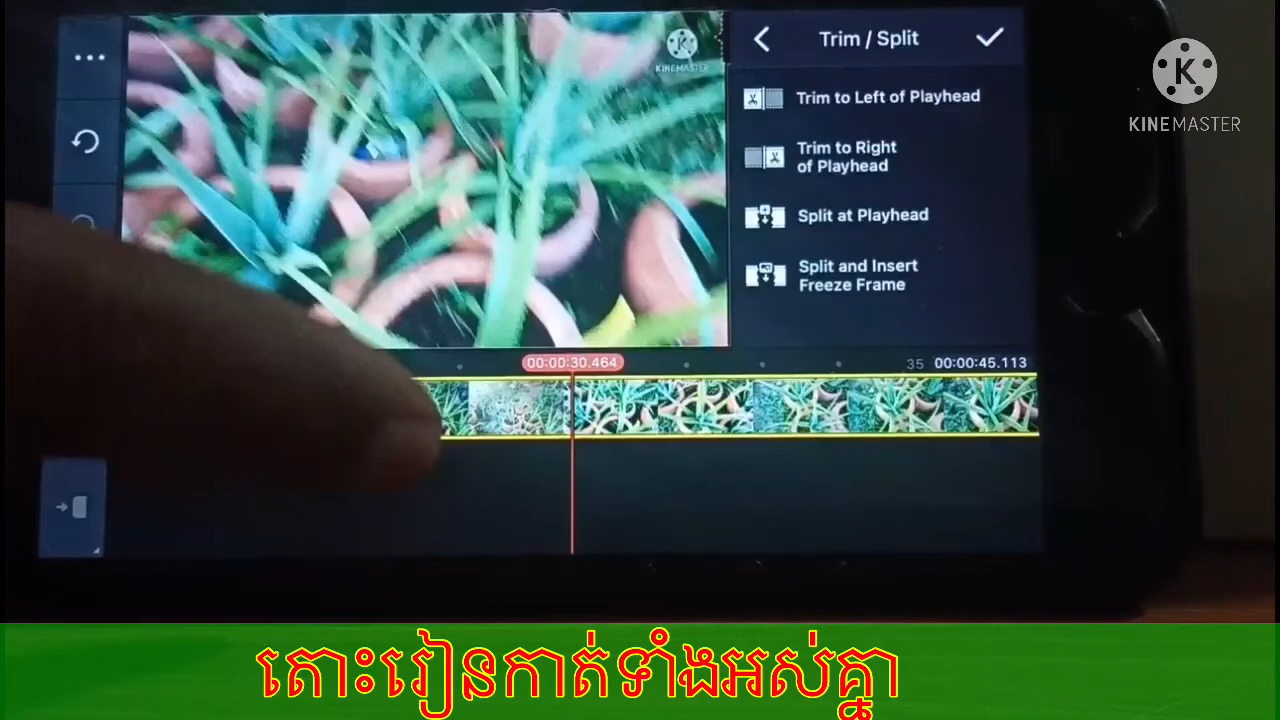 Trim / Split
KINEMASTER
Trim to Left of Playhead
Trim to Right
of Playhead
Split at Playhead
Split and Insert
Freeze Frame
K
KINEMASTER
00:00:30.464
35
00:00:45.113
តោះរៀនកាត់ទាំងអស់គ្នា